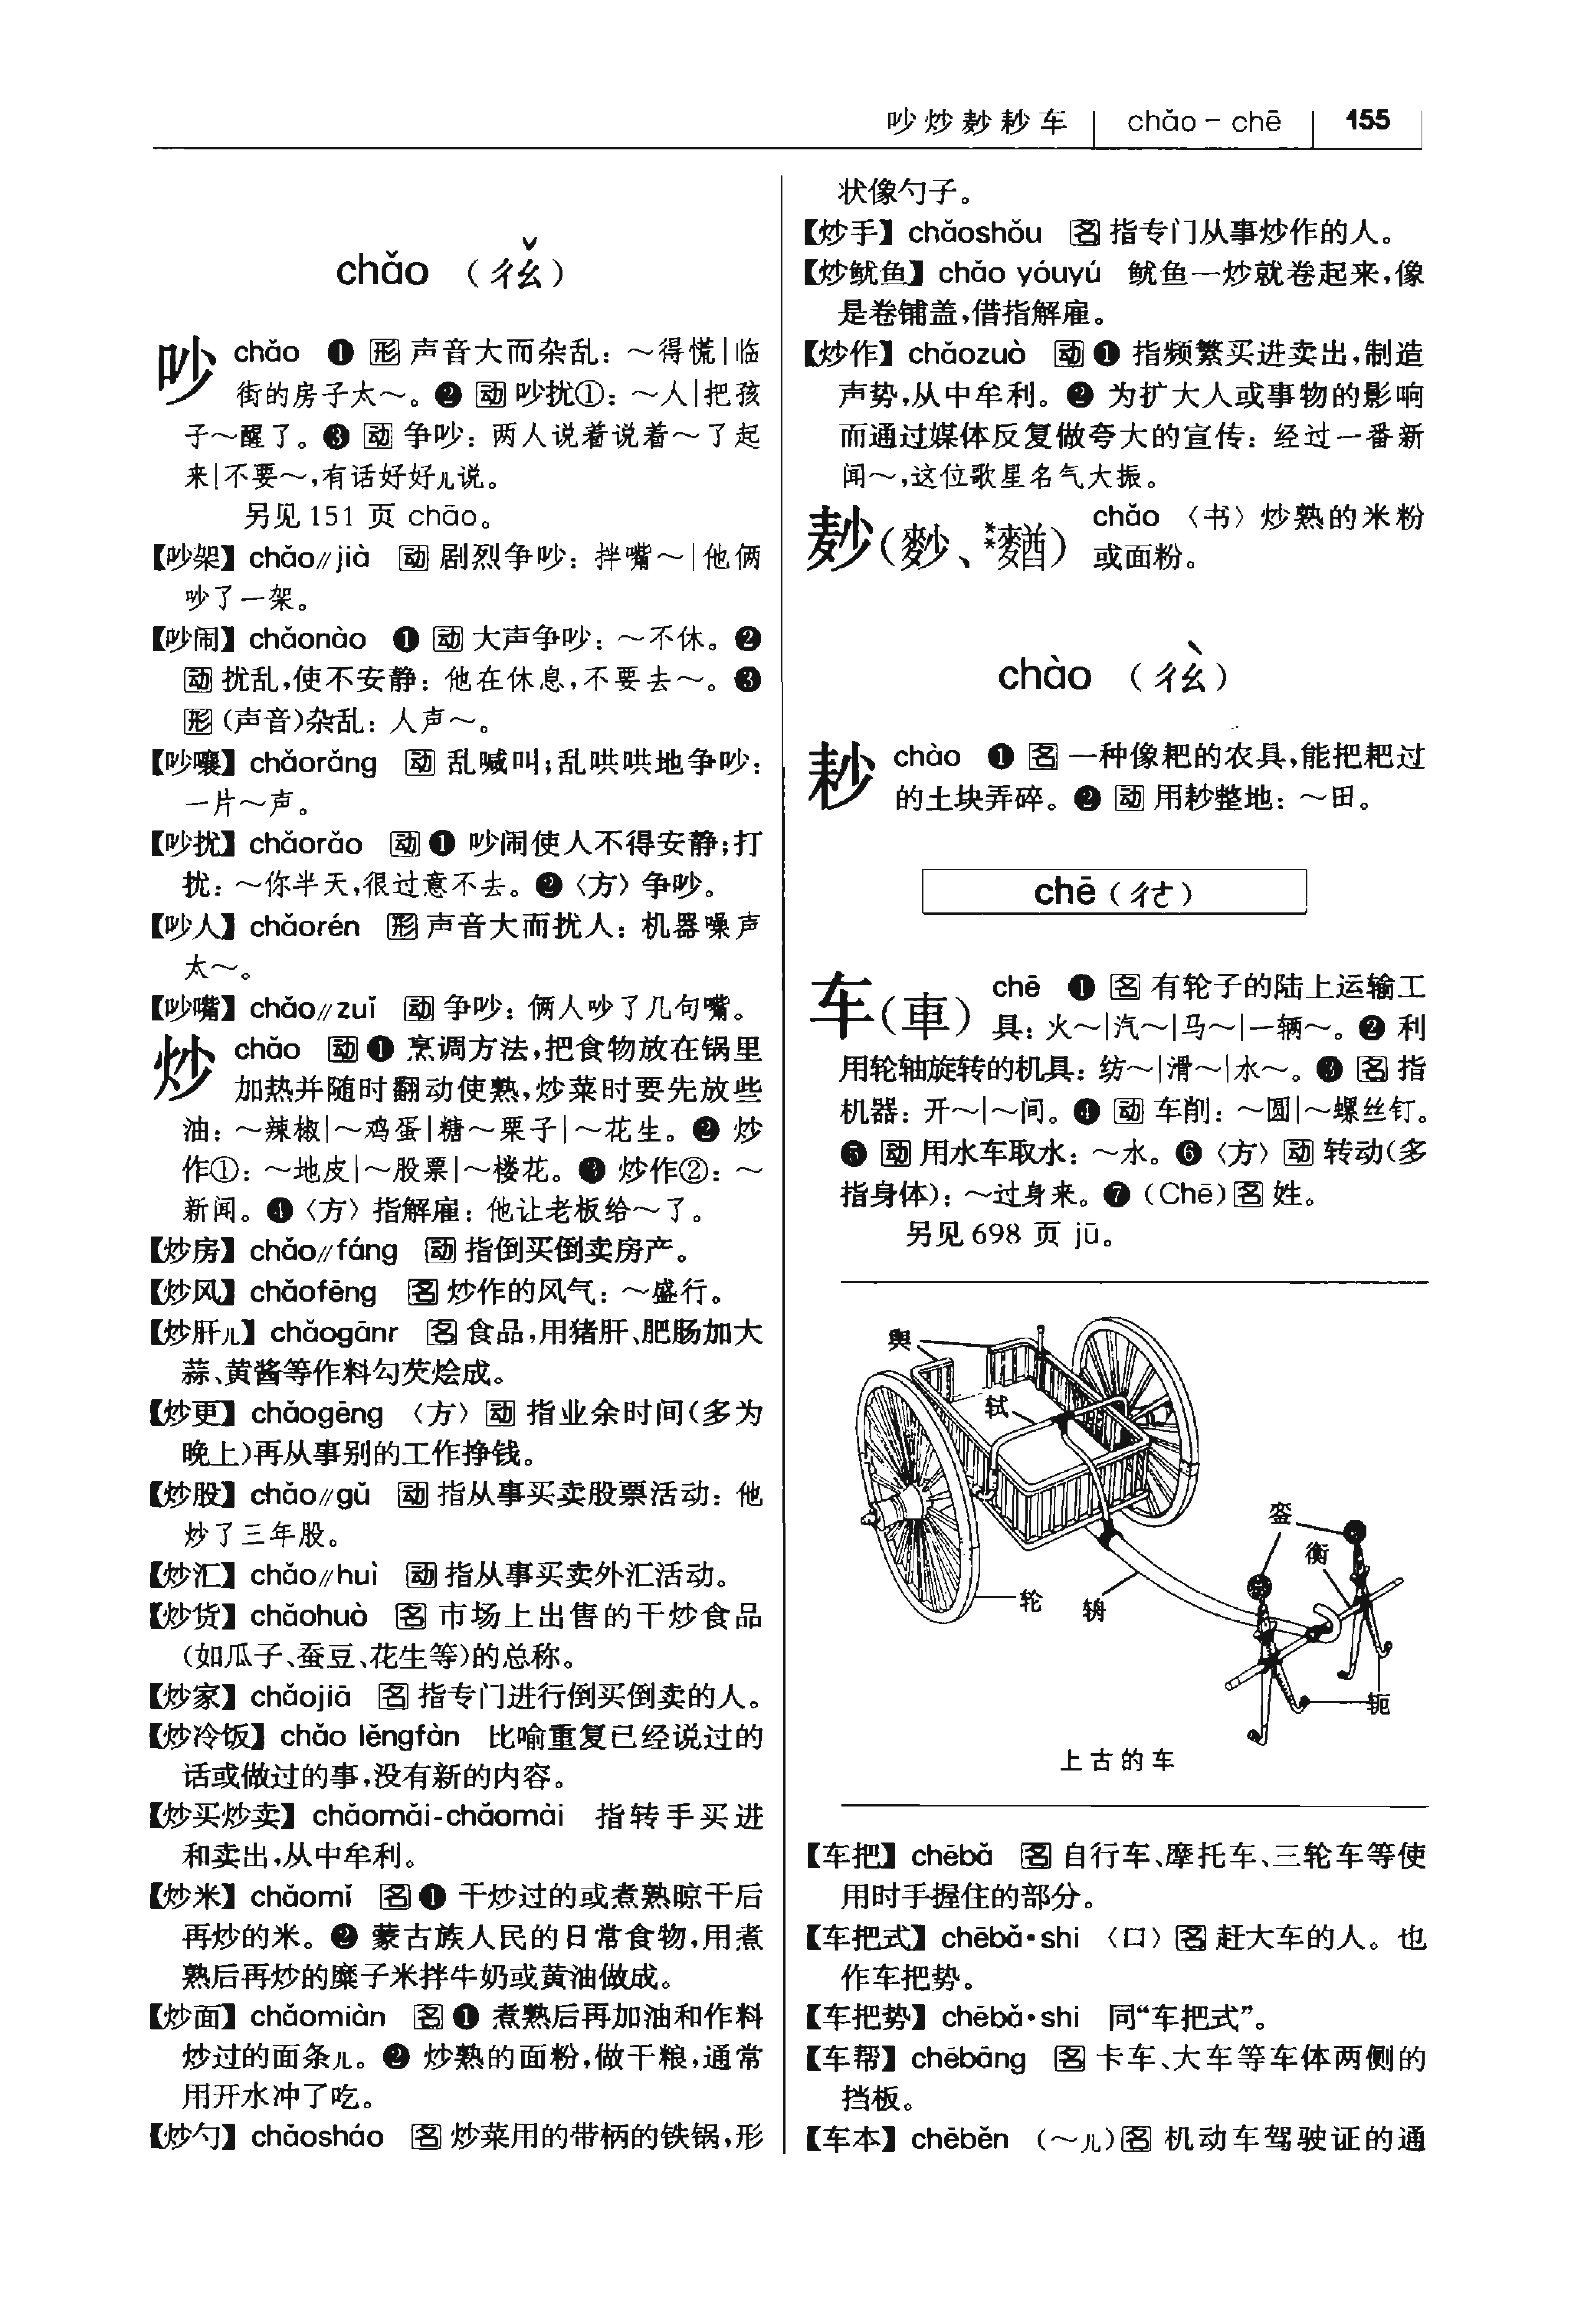 吵炒麨耖车 chǎo – chē 155
chǎo （ㄔㄠˇ）
吵 chǎo ❶ 形 声音大而杂乱：～得慌|临
街的房子太～。❷ 动 吵扰①：～人|把孩
子～醒了。❸ 动 争吵：两人说着说着～了起
来|不要～，有话好好儿说。
另见 151 页 chāo。
【吵架】 chǎo∥jià 动 剧烈争吵：拌嘴～|他俩
吵了一架。
【吵闹】 chǎonào ❶ 动 大声争吵：～不休。❷
动 扰乱，使不安静：他在休息，不要去～。❸
形 (声音)杂乱：人声～。
【吵嚷】 chǎorǎng 动 乱喊叫；乱哄哄地争吵：
一片～声。
【吵扰】 chǎorǎo 动 ❶ 吵闹使人不得安静；打
扰：～你半天，很过意不去。❷〈方〉争吵。
【吵人】 chǎorén 形 声音大而扰人：机器噪声
太～。
【吵嘴】 chǎo∥zuǐ 动 争吵：俩人吵了几句嘴。
炒 chǎo 动 ❶ 烹调方法，把食物放在锅里
加热并随时翻动使熟，炒菜时要先放些
油：～辣椒|～鸡蛋|糖～栗子|～花生。❷ 炒
作①：～地皮|～股票|～楼花。❸ 炒作②：～
新闻。❹〈方〉指解雇：他让老板给～了。
【炒房】 chǎo∥fáng 动 指倒买倒卖房产。
【炒风】 chǎofēng 名 炒作的风气：～盛行。
【炒肝儿】 chǎogānr 名 食品，用猪肝、肥肠加大
蒜、黄酱等作料勾芡烩成。
【炒更】 chǎogēng 〈方〉动 指业余时间(多为
晚上)再从事别的工作挣钱。
【炒股】 chǎo∥gǔ 动 指从事买卖股票活动：他
炒了三年股。
【炒汇】 chǎo∥huì 动 指从事买卖外汇活动。
【炒货】 chǎohuò 名 市场上出售的干炒食品
(如瓜子、蚕豆、花生等)的总称。
【炒家】 chǎojiā 名 指专门进行倒买倒卖的人。
【炒冷饭】 chǎo lěngfàn 比喻重复已经说过的
话或做过的事，没有新的内容。
【炒买炒卖】 chǎomǎi-chǎomài 指转手买进
和卖出，从中牟利。
【炒米】 chǎomǐ 名 ❶ 干炒过的或煮熟晾干后
再炒的米。❷ 蒙古族人民的日常食物，用煮
熟后再炒的糜子米拌牛奶或黄油做成。
【炒面】 chǎomiàn 名 ❶ 煮熟后再加油和作料
炒过的面条儿。❷ 炒熟的面粉，做干粮，通常
用开水冲了吃。
【炒勺】 chǎosháo 名 炒菜用的带柄的铁锅，形
状像勺子。
【炒手】 chǎoshǒu 名 指专门从事炒作的人。
【炒鱿鱼】 chǎo yóuyú 鱿鱼一炒就卷起来，像
是卷铺盖，借指解雇。
【炒作】 chǎozuò 动 ❶ 指频繁买进卖出，制造
声势，从中牟利。❷ 为扩大人或事物的影响
而通过媒体反复做夸大的宣传：经过一番新
闻～，这位歌星名气大振。
麨(麨、**䴬) chǎo 〈书〉炒熟的米粉
或面粉。
chào （ㄔㄠˋ）
耖 chào ❶ 名 一种像耙的农具，能把耙过
的土块弄碎。❷ 动 用耖整地：～田。
chē（ㄔㄜ）
车(車) chē ❶ 名 有轮子的陆上运输工
具：火～|汽～|马～|一辆～。❷ 利
用轮轴旋转的机具：纺～|滑～|水～。❸ 名 指
机器：开～|～间。❹ 动 车削：～圆|～螺丝钉。
❺ 动 用水车取水：～水。❻〈方〉动 转动(多
指身体)：～过身来。❼ (Chē) 名 姓。
另见 698 页 jū。
舆
轼
銮
衡
轮
辀
轭
上古的车
【车把】 chēbǎ 名 自行车、摩托车、三轮车等使
用时手握住的部分。
【车把式】 chēbǎ·shi 〈口〉名 赶大车的人。也
作车把势。
【车把势】 chēbǎ·shi 同“车把式”。
【车帮】 chēbāng 名 卡车、大车等车体两侧的
挡板。
【车本】 chēběn (～儿) 名 机动车驾驶证的通